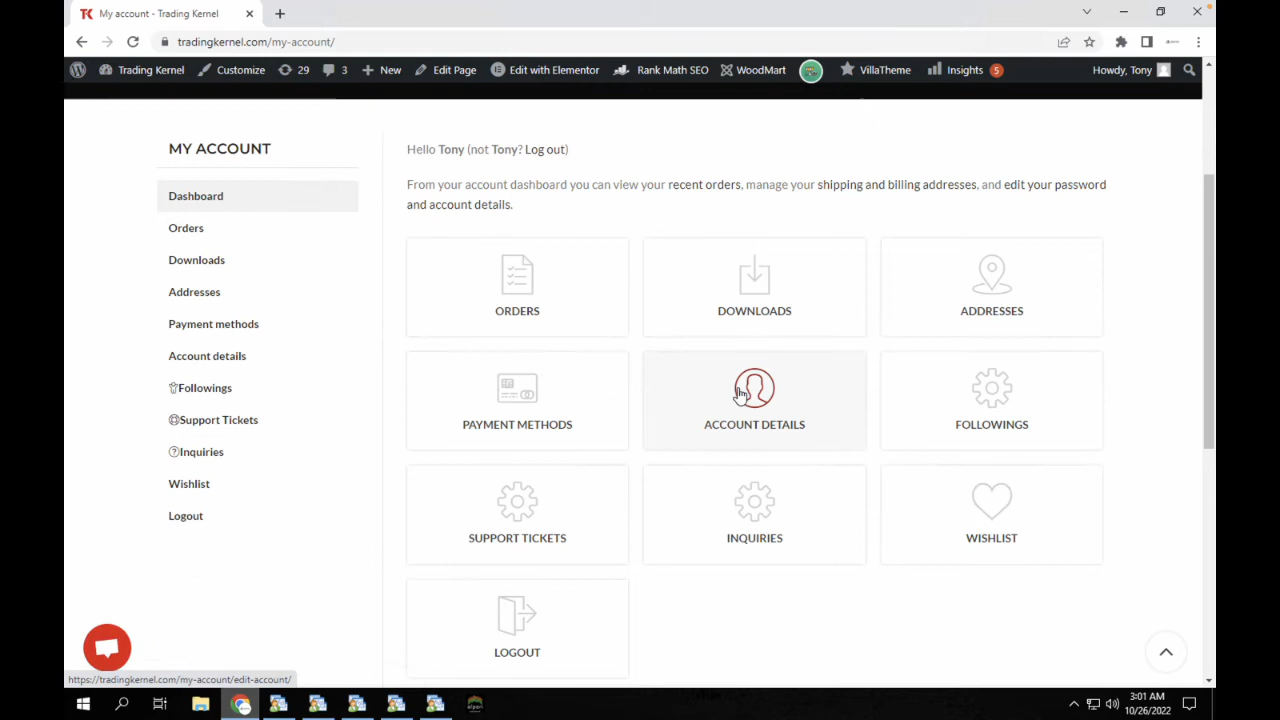 My account - Trading Kernel
tradingkernel.com/my-account/
Trading Kernel
Customize
29
3
New
Edit Page
Edit with Elementor
Rank Math SEO
WoodMart
VillaTheme
Insights 5
Howdy, Tony
MY ACCOUNT
Dashboard
Orders
Downloads
Addresses
Payment methods
Account details
Followings
Support Tickets
Inquiries
Wishlist
Logout
Hello Tony (not Tony? Log out)
From your account dashboard you can view your recent orders, manage your shipping and billing addresses, and edit your password
and account details.
ORDERS
DOWNLOADS
ADDRESSES
PAYMENT METHODS
ACCOUNT DETAILS
FOLLOWINGS
SUPPORT TICKETS
INQUIRIES
WISHLIST
LOGOUT
https://tradingkernel.com/my-account/edit-account/
3:01 AM
10/26/2022